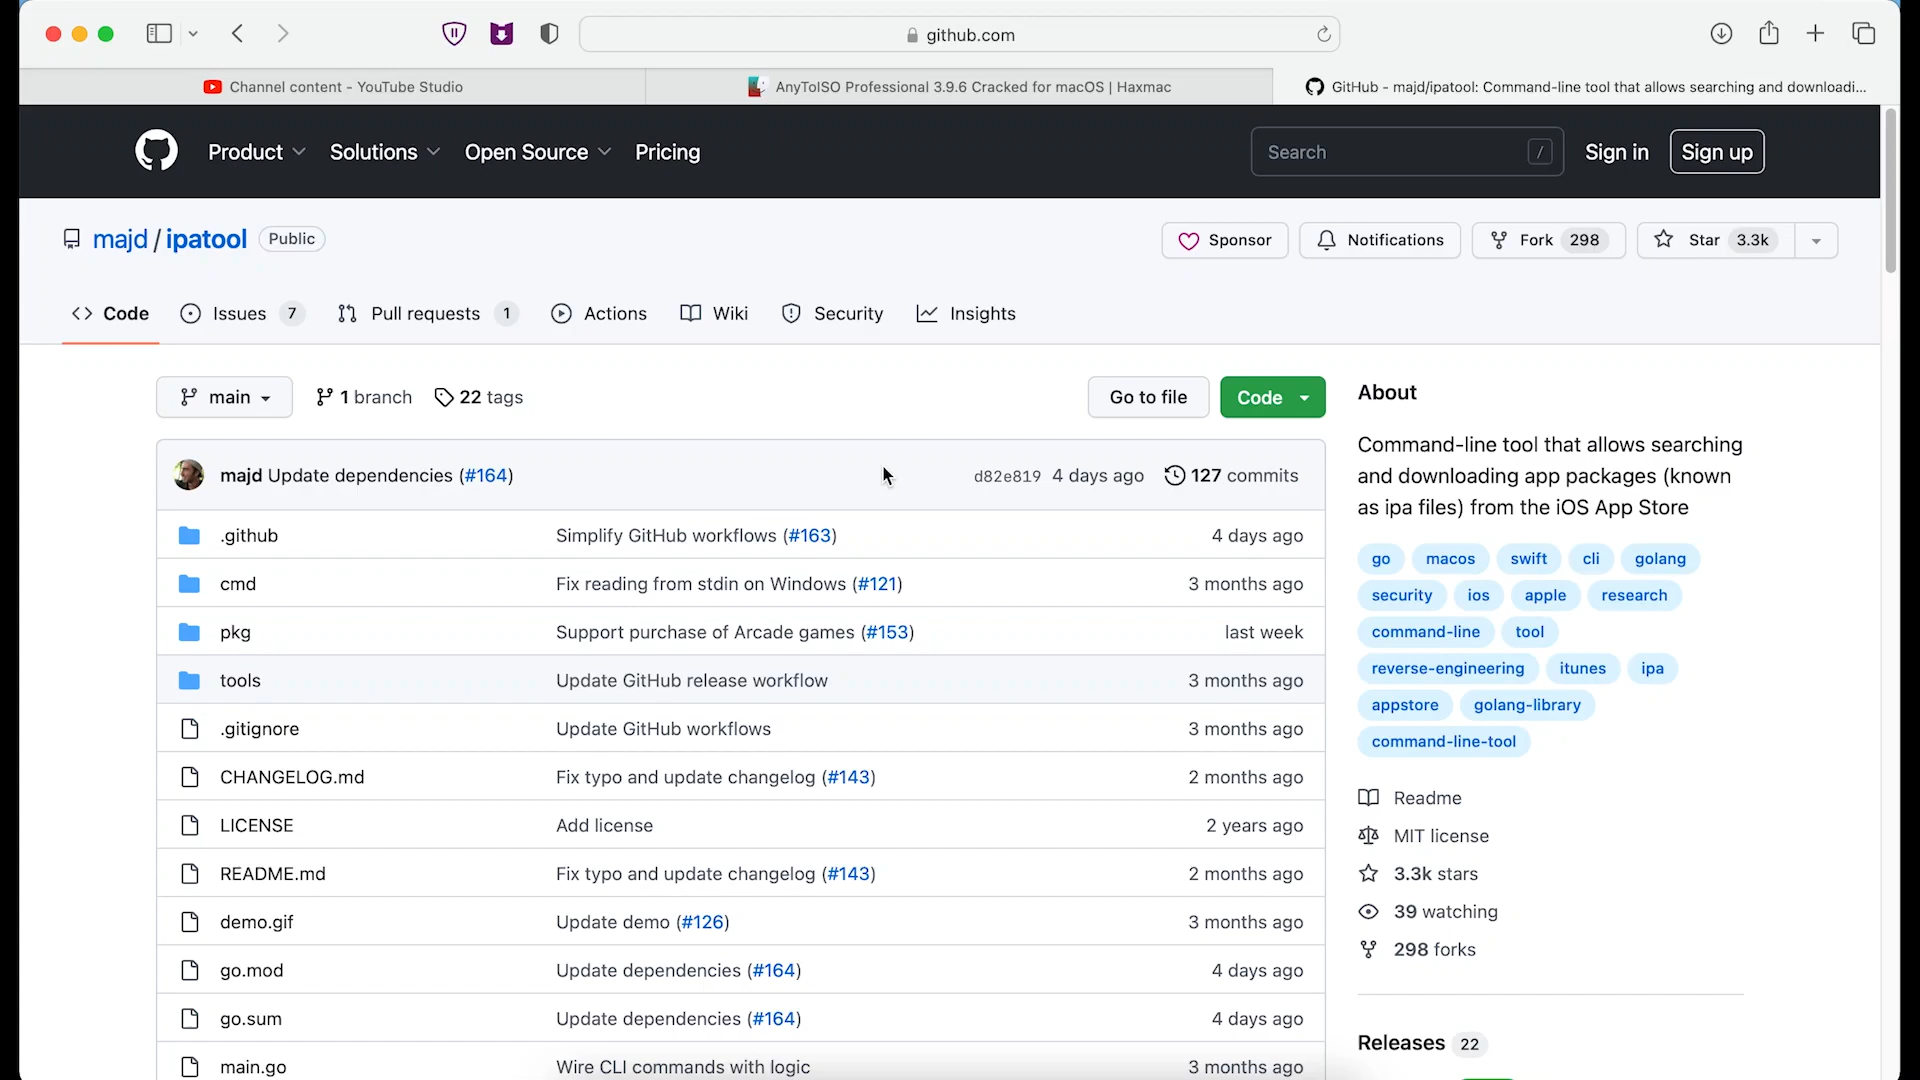 github.com
Channel content - YouTube Studio
AnyToISO Professional 3.9.6 Cracked for macOS | Haxmac
GitHub - majd/ipatool: Command-line tool that allows searching and downloadi...
Product
Solutions
Open Source
Pricing
Search /
Sign in
Sign up
majd / ipatool Public
Sponsor
Notifications
Fork 298
Star 3.3k
Code
Issues 7
Pull requests 1
Actions
Wiki
Security
Insights
main
1 branch
22 tags
Go to file
Code
majd Update dependencies (#164) d82e819 4 days ago 127 commits
.github Simplify GitHub workflows (#163) 4 days ago
cmd Fix reading from stdin on Windows (#121) 3 months ago
pkg Support purchase of Arcade games (#153) last week
tools Update GitHub release workflow 3 months ago
.gitignore Update GitHub workflows 3 months ago
CHANGELOG.md Fix typo and update changelog (#143) 2 months ago
LICENSE Add license 2 years ago
README.md Fix typo and update changelog (#143) 2 months ago
demo.gif Update demo (#126) 3 months ago
go.mod Update dependencies (#164) 4 days ago
go.sum Update dependencies (#164) 4 days ago
main.go Wire CLI commands with logic 3 months ago
About
Command-line tool that allows searching
and downloading app packages (known
as ipa files) from the iOS App Store
go macos swift cli golang
security ios apple research
command-line tool
reverse-engineering itunes ipa
appstore golang-library
command-line-tool
Readme
MIT license
3.3k stars
39 watching
298 forks
Releases 22